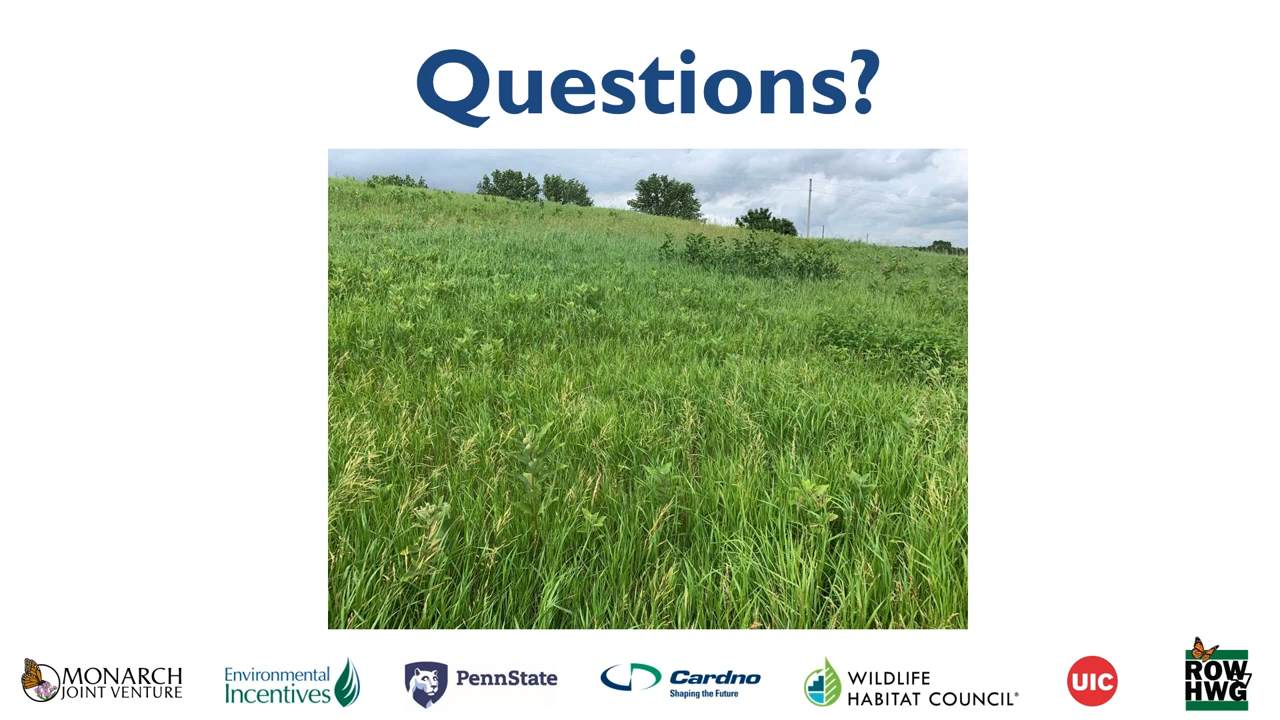 Questions?
MONARCH
JOINT VENTURE
Environmental
Incentives
PennState
Cardno
Shaping the Future
WILDLIFE
HABITAT COUNCIL®
UIC
ROW
HWG